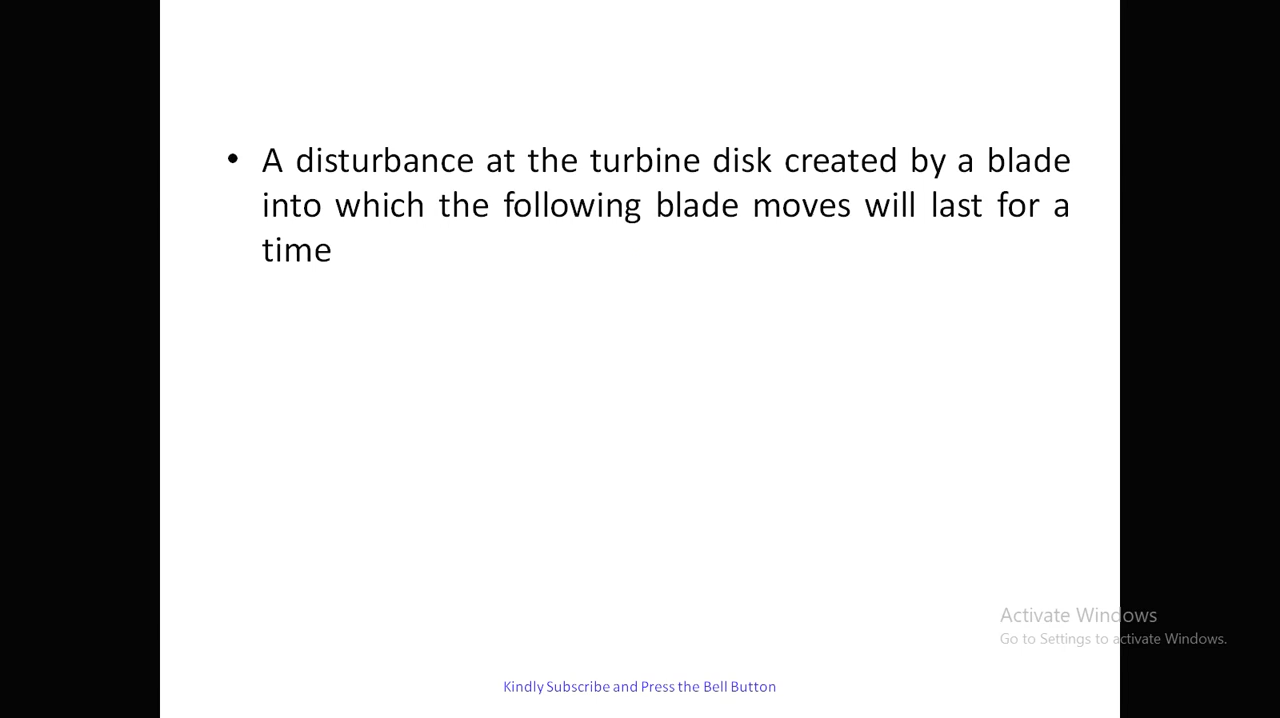 • A disturbance at the turbine disk created by a blade
into which the following blade moves will last for a
time
Activate Windows
Go to Settings to activate Windows.
Kindly Subscribe and Press the Bell Button